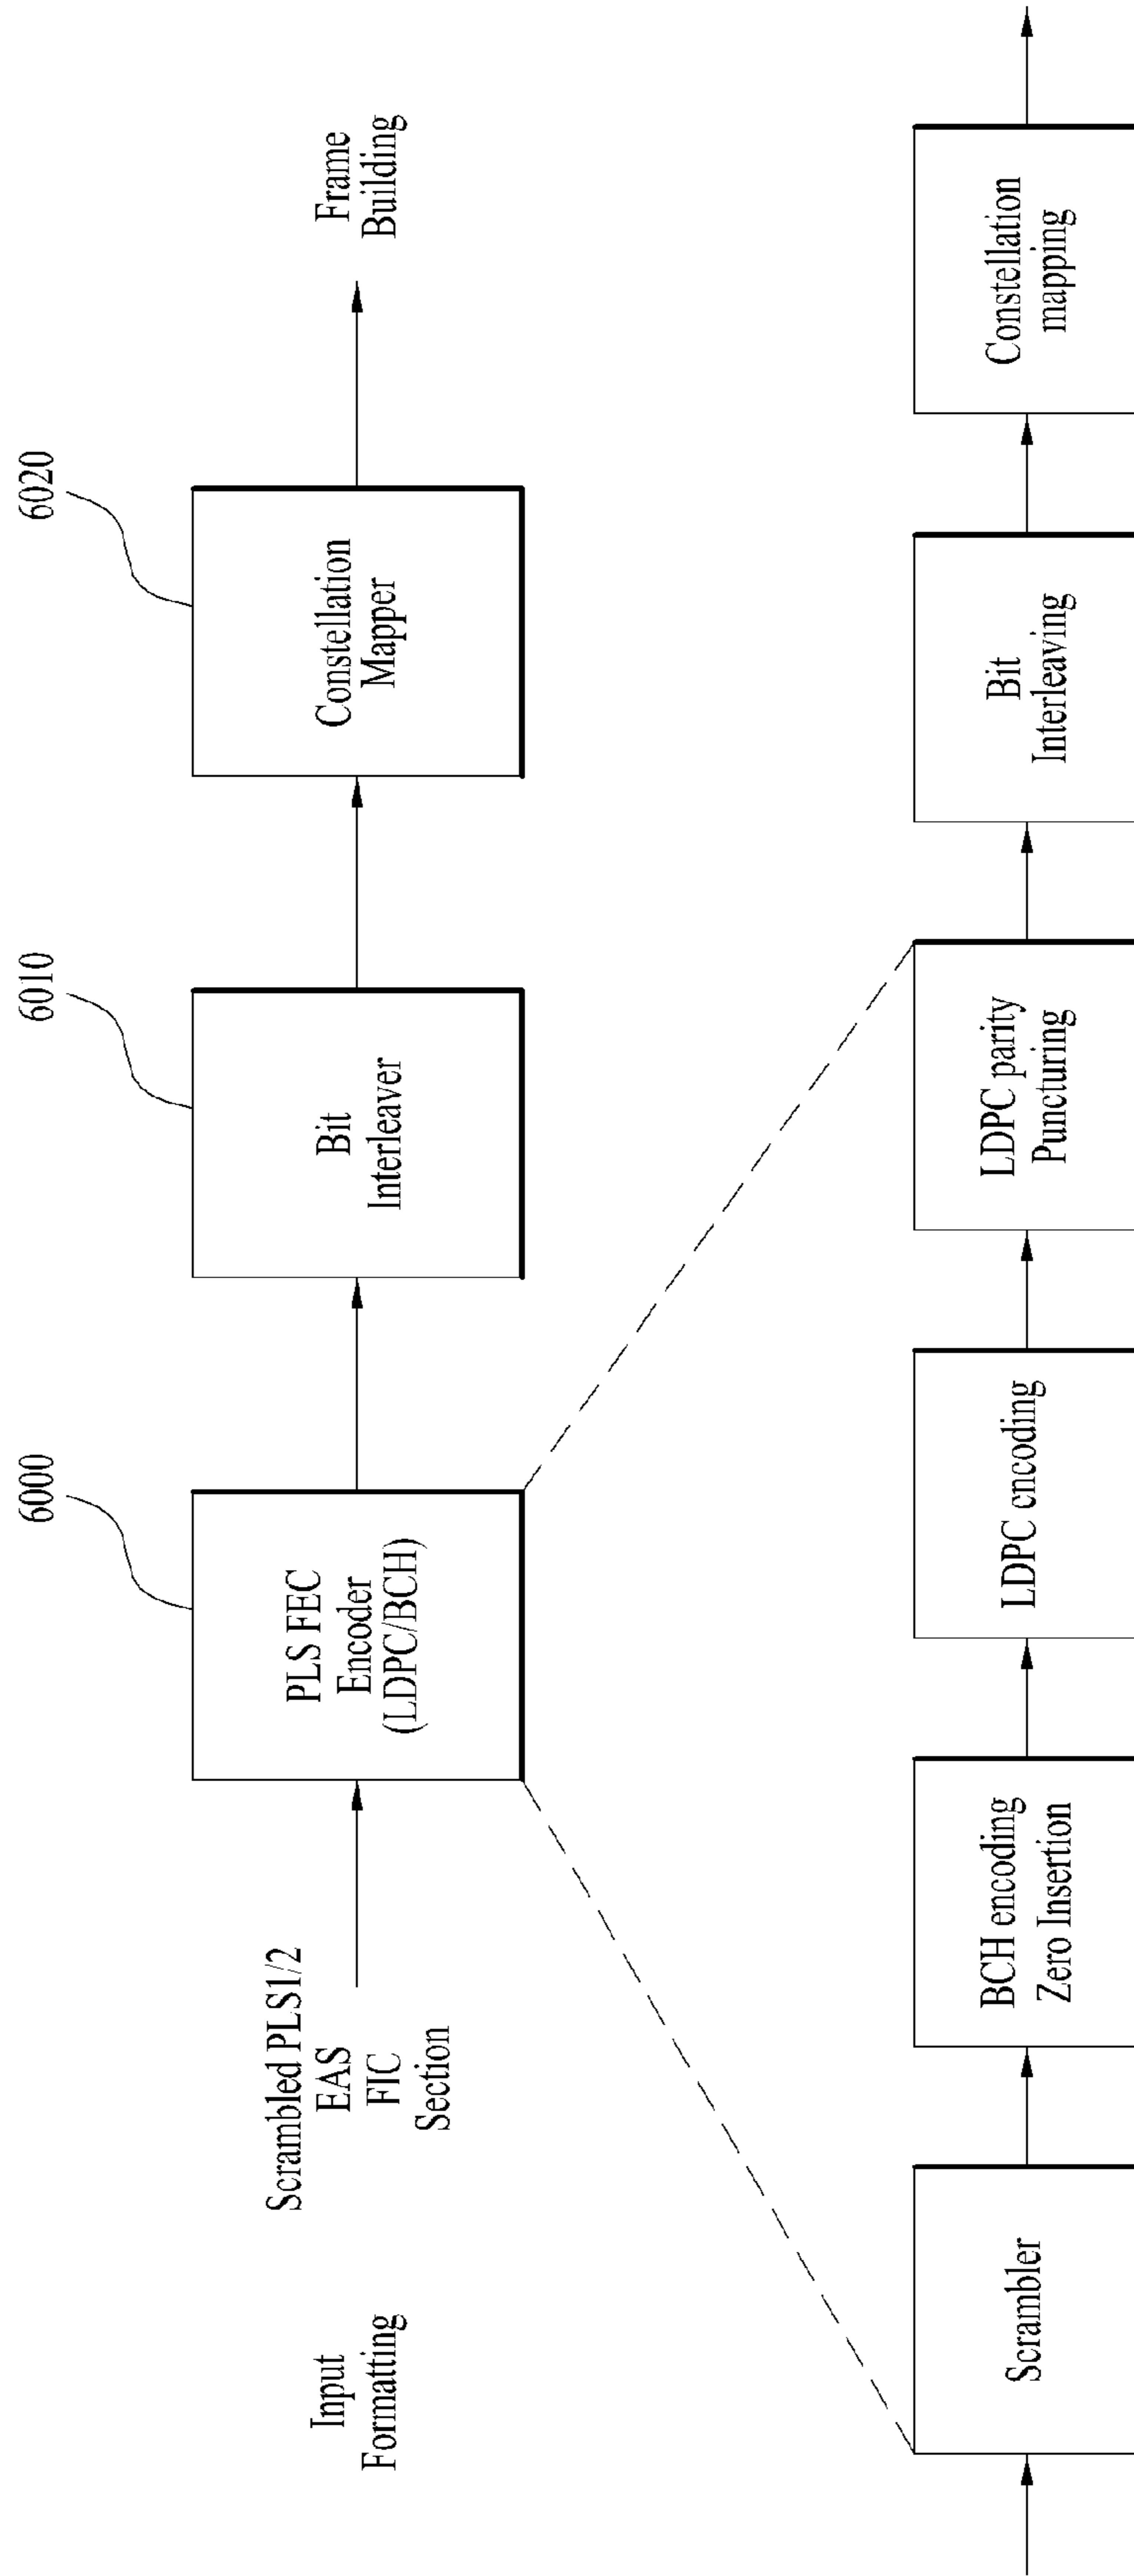 Input
Formatting
Scrambled PLS1/2
EAS
FIC
Section
6000
PLS FEC
Encoder
(LDPC/BCH)
6010
Bit
Interleaver
6020
Constellation
Mapper
Frame
Building
Scrambler
BCH encoding
Zero Insertion
LDPC encoding
LDPC parity
Puncturing
Bit
Interleaving
Constellation
mapping